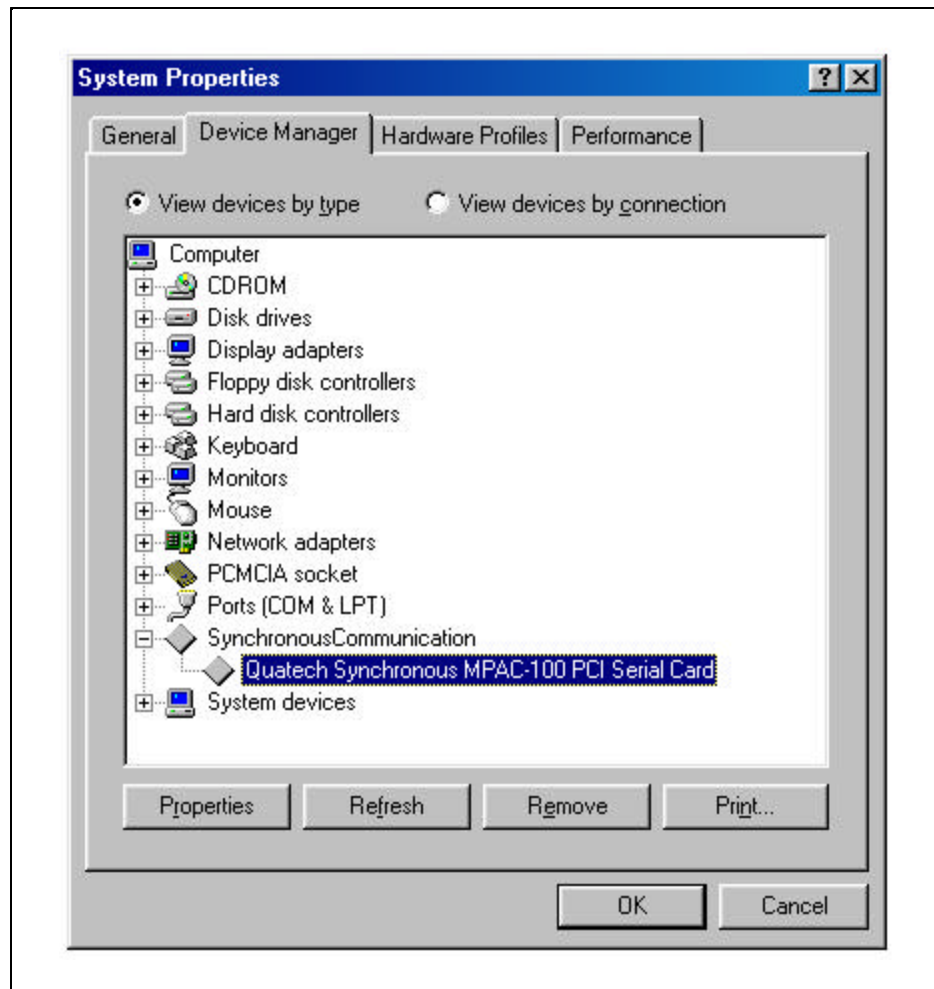 System Properties
General Device Manager Hardware Profiles Performance
View devices by type View devices by connection
Computer
CDROM
Disk drives
Display adapters
Floppy disk controllers
Hard disk controllers
Keyboard
Monitors
Mouse
Network adapters
PCMCIA socket
Ports (COM & LPT)
SynchronousCommunication
Quatech Synchronous MPAC-100 PCI Serial Card
System devices
Properties Refresh Remove Print...
OK Cancel